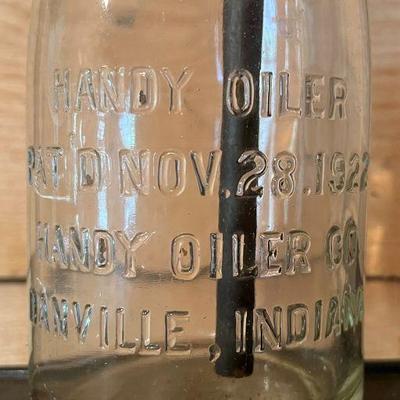 HANDY OILER
PAT'D NOV. 28. 1922
HANDY OILER CO.
DANVILLE, INDIANA